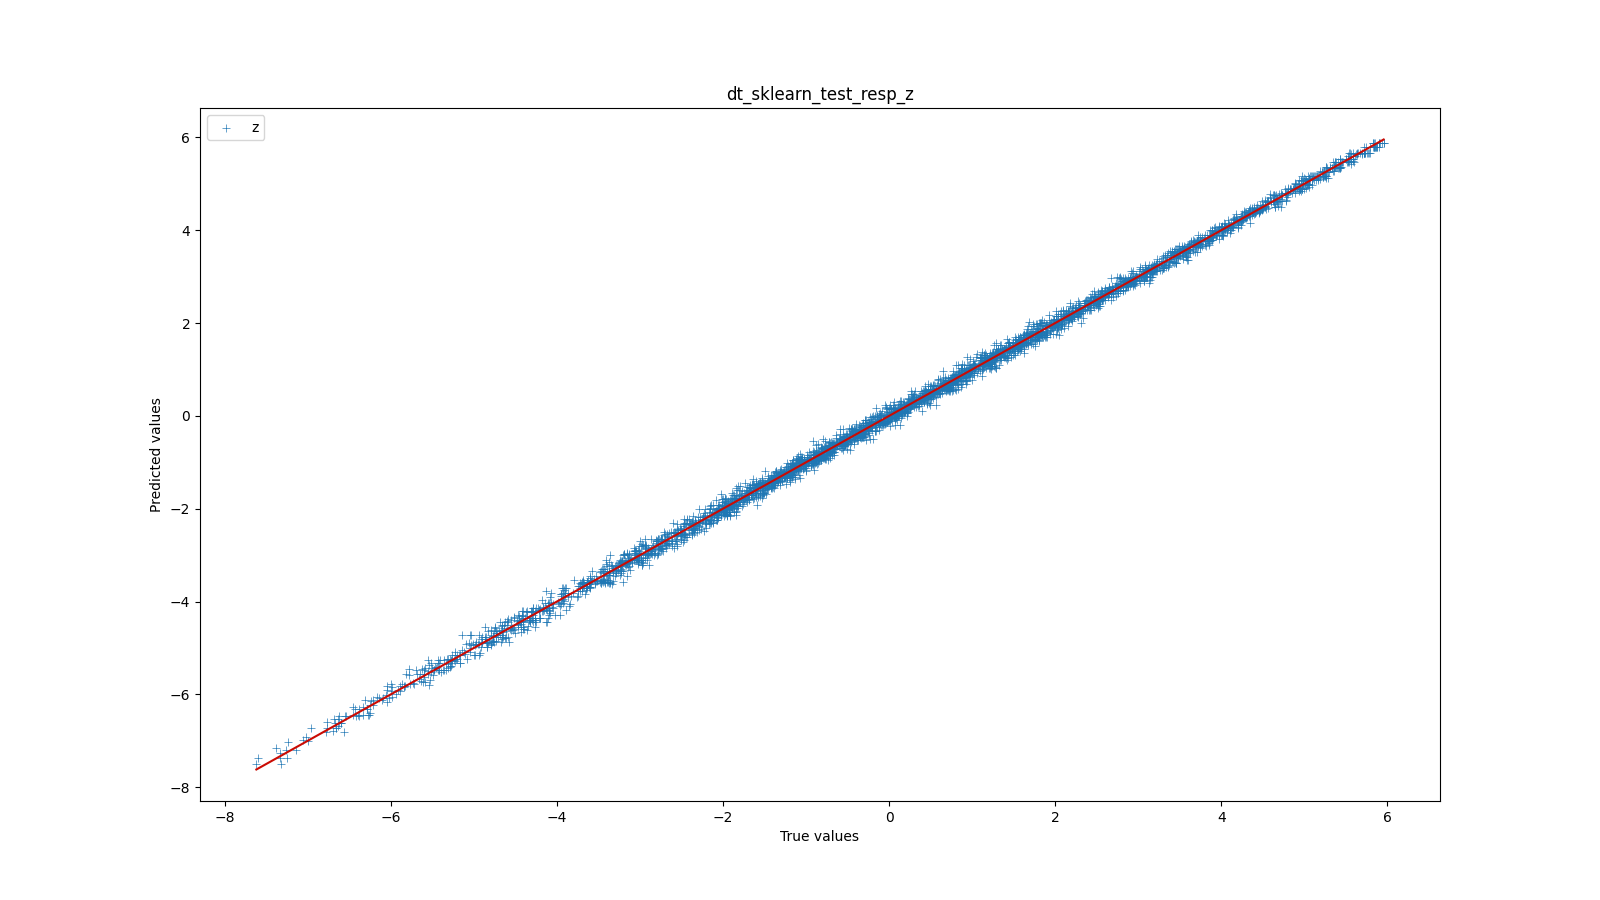 dt_sklearn_test_resp_z
z
6
4
2
0
−2
−4
−6
−8
Predicted values
−8 −6 −4 −2 0 2 4 6
True values